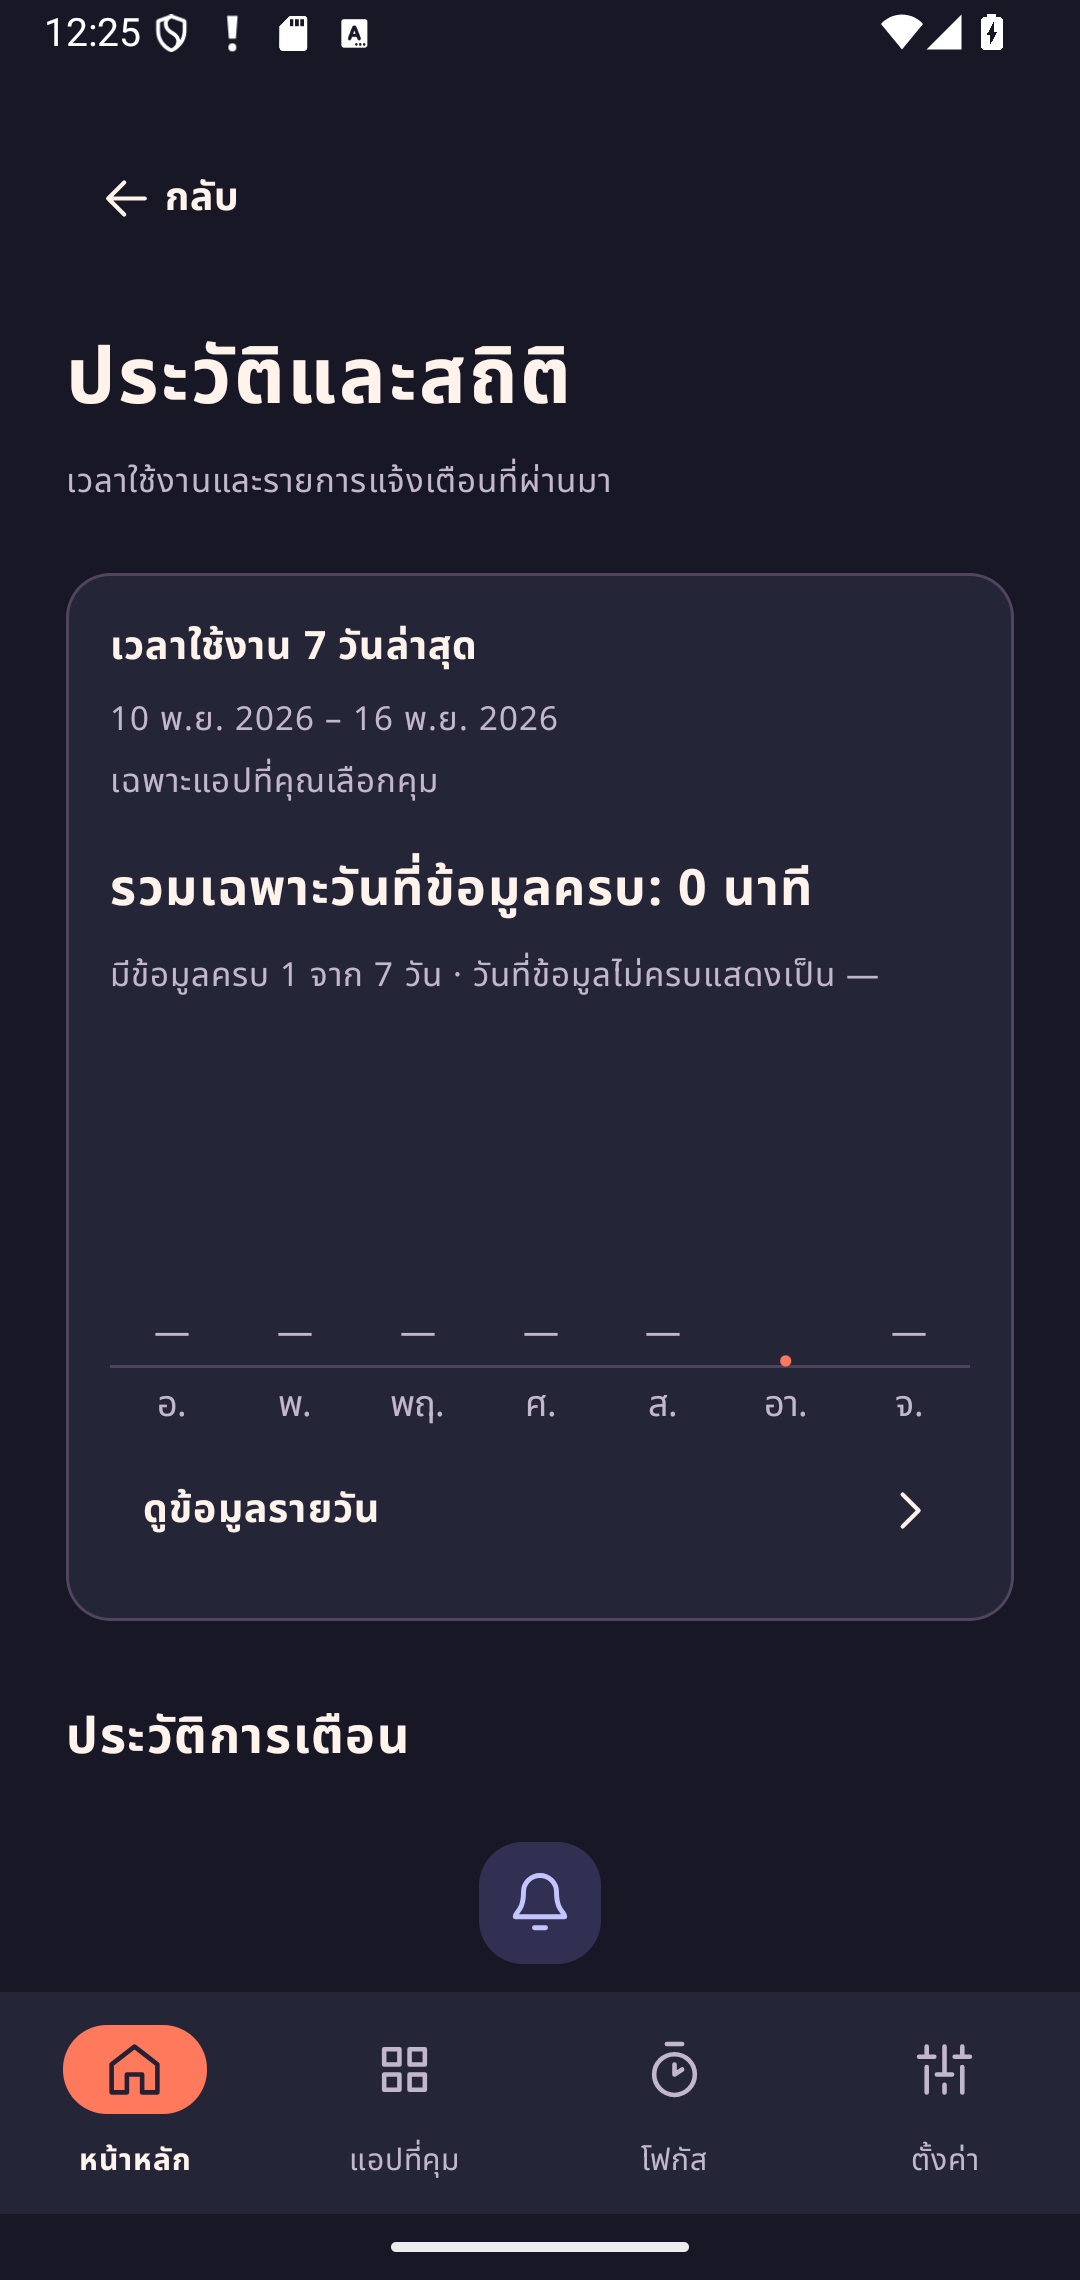 12:25
กลับ
ประวัติและสถิติ
เวลาใช้งานและรายการแจ้งเตือนที่ผ่านมา
เวลาใช้งาน 7 วันล่าสุด
10 พ.ย. 2026 – 16 พ.ย. 2026
เฉพาะแอปที่คุณเลือกคุม
รวมเฉพาะวันที่ข้อมูลครบ: 0 นาที
มีข้อมูลครบ 1 จาก 7 วัน · วันที่ข้อมูลไม่ครบแสดงเป็น —
— — — — — —
อ. พ. พฤ. ศ. ส. อา. จ.
ดูข้อมูลรายวัน
ประวัติการเตือน
หน้าหลัก แอปที่คุม โฟกัส ตั้งค่า